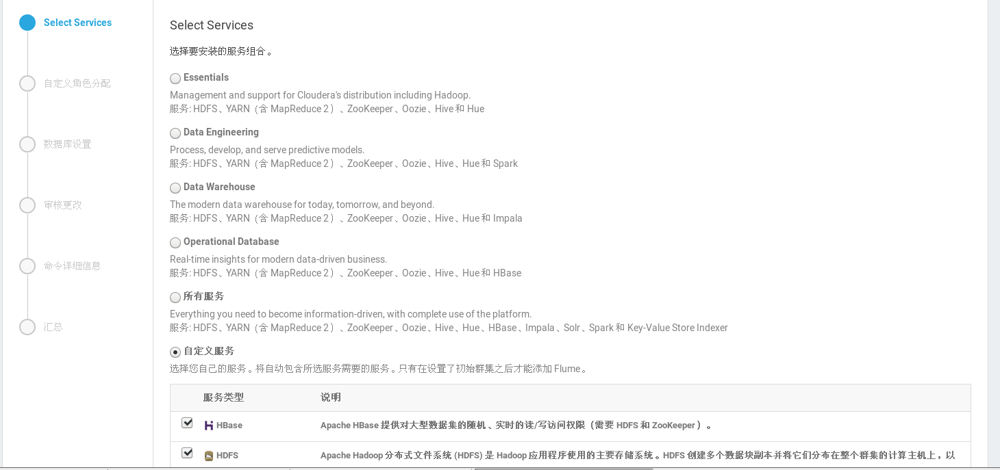 Select Services
自定义角色分配
数据库设置
审核更改
命令详细信息
汇总
Select Services
选择要安装的服务组合。
Essentials
Management and support for Cloudera's distribution including Hadoop.
服务: HDFS、YARN（含 MapReduce 2）、ZooKeeper、Oozie、Hive 和 Hue
Data Engineering
Process, develop, and serve predictive models.
服务: HDFS、YARN（含 MapReduce 2）、ZooKeeper、Oozie、Hive、Hue 和 Spark
Data Warehouse
The modern data warehouse for today, tomorrow, and beyond.
服务: HDFS、YARN（含 MapReduce 2）、ZooKeeper、Oozie、Hive、Hue 和 Impala
Operational Database
Real-time insights for modern data-driven business.
服务: HDFS、YARN（含 MapReduce 2）、ZooKeeper、Oozie、Hive、Hue 和 HBase
所有服务
Everything you need to become information-driven, with complete use of the platform.
服务: HDFS、YARN（含 MapReduce 2）、ZooKeeper、Oozie、Hive、Hue、HBase、Impala、Solr、Spark 和 Key-Value Store Indexer
自定义服务
选择您自己的服务。将自动包含所选服务需要的服务。只有在设置了初始群集之后才能添加 Flume。
服务类型 说明
HBase Apache HBase 提供对大型数据集的随机、实时的读/写访问权限（需要 HDFS 和 ZooKeeper）。
HDFS Apache Hadoop 分布式文件系统 (HDFS) 是 Hadoop 应用程序使用的主要存储系统。HDFS 创建多个数据块副本并将它们分布在整个群集的计算主机上，以